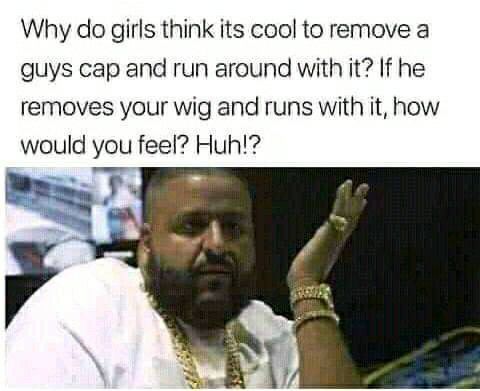 Why do girls think its cool to remove a
guys cap and run around with it? If he
removes your wig and runs with it, how
would you feel? Huh!?